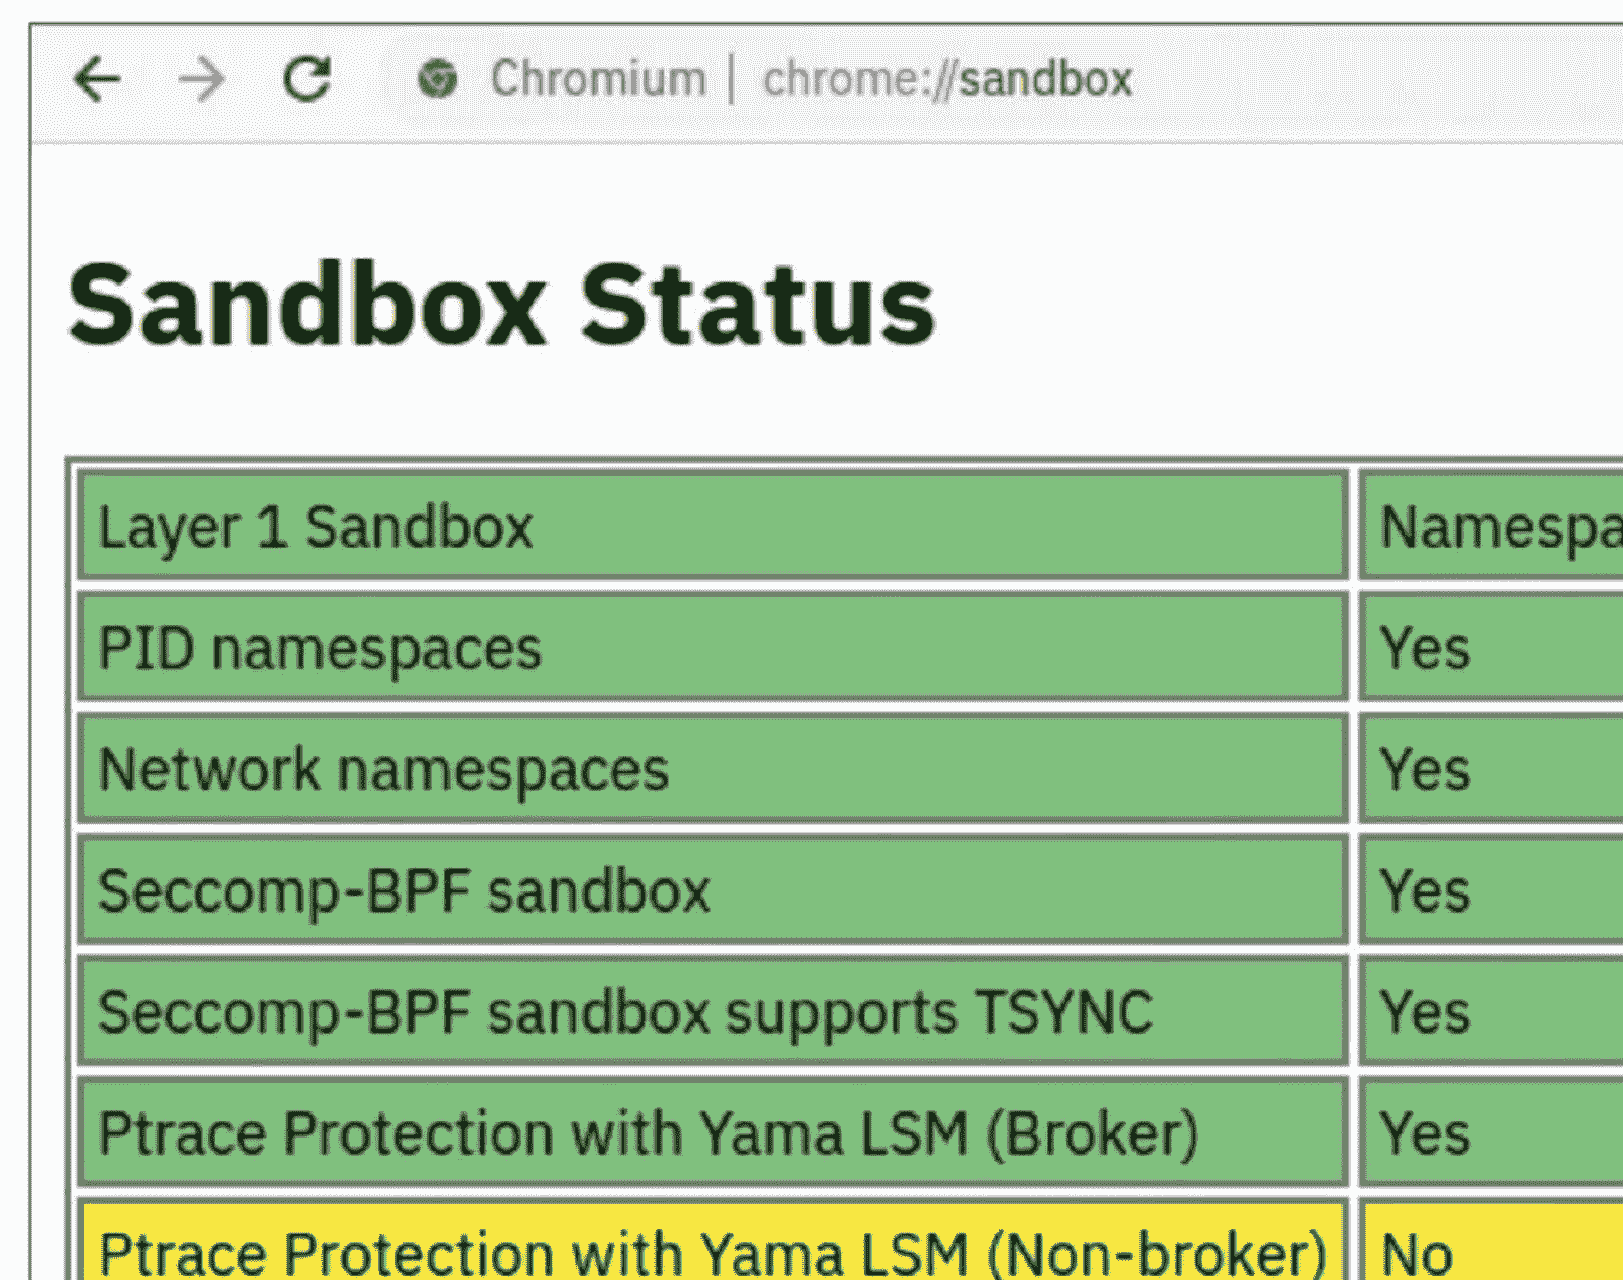 Chromium | chrome://sandbox
Sandbox Status
Layer 1 Sandbox Namespa
PID namespaces Yes
Network namespaces Yes
Seccomp-BPF sandbox Yes
Seccomp-BPF sandbox supports TSYNC Yes
Ptrace Protection with Yama LSM (Broker) Yes
Ptrace Protection with Yama LSM (Non-broker) No